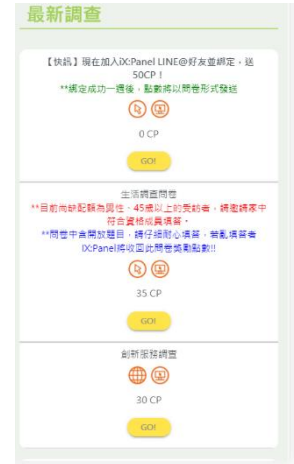 最新調查
【快訊】現在加入iX:Panel LINE@好友並綁定，送
50CP！
**綁定成功一週後，點數將以問卷形式發送
0 CP
GO!
生活調查問卷
**目前尚缺配額為男性、45歲以上的受訪者，請邀請家中
符合資格成員填答。
**問卷中含開放題目，請仔細耐心填答，若亂填答者
iX:Panel將收回此問卷獎勵點數!!
35 CP
GO!
創新服務調查
30 CP
GO!